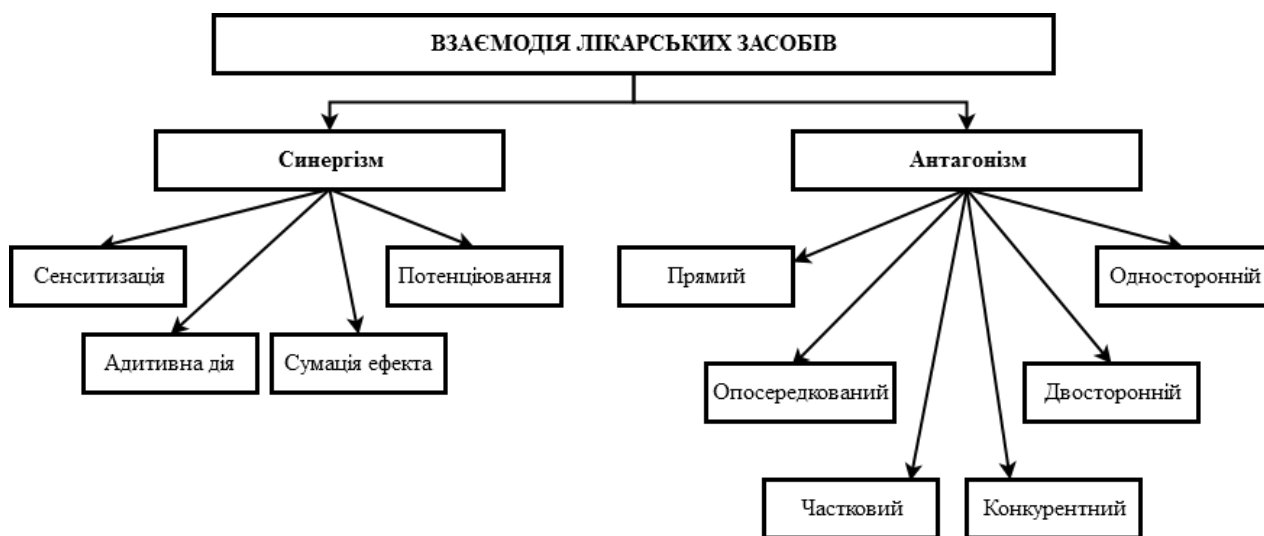 ВЗАЄМОДІЯ ЛІКАРСЬКИХ ЗАСОБІВ
Синергізм
Антагонізм
Сенситизація
Потенціювання
Адитивна дія
Сумація ефекта
Прямий
Односторонній
Опосередкований
Двосторонній
Частковий
Конкурентний